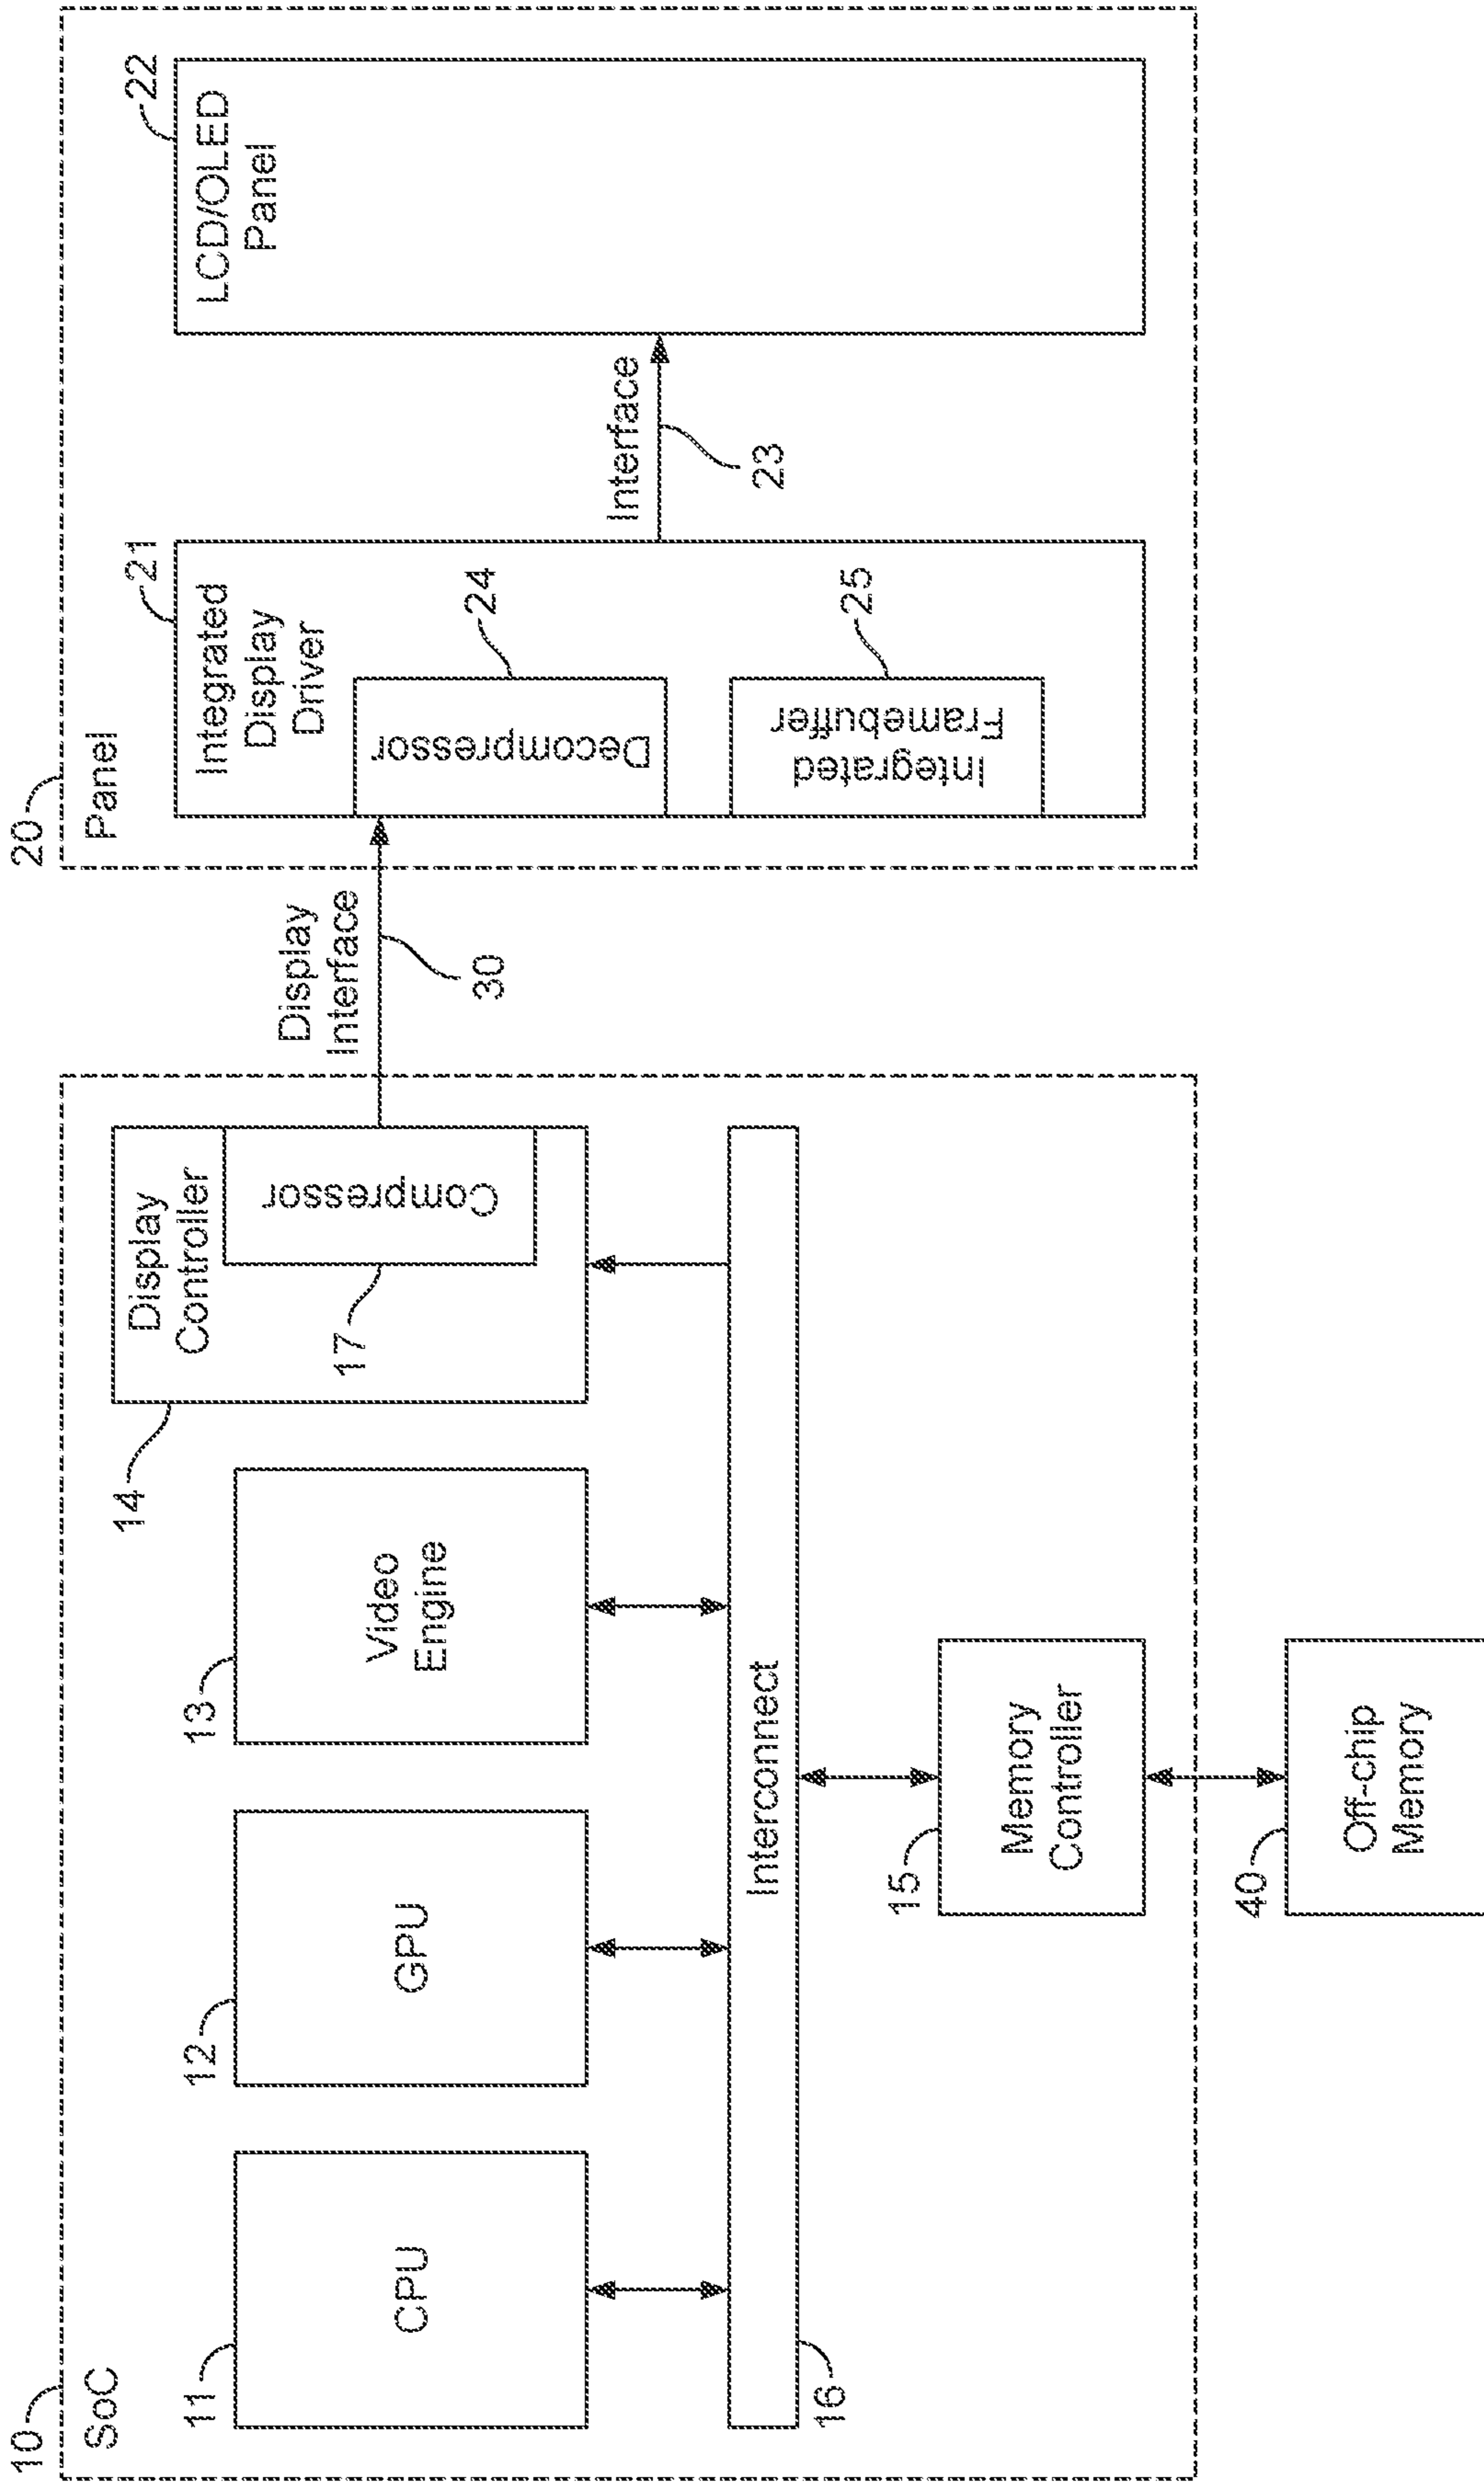 10
SoC
11
CPU
12
GPU
13
Video
Engine
14
Display
Controller
Compressor
17
16
Interconnect
15
Memory
Controller
40
Off-chip
Memory
Display
Interface
30
20
Panel
21
Integrated
Display
Driver
Decompressor
24
Integrated
Framebuffer
25
Interface
23
22
LCD/OLED
Panel